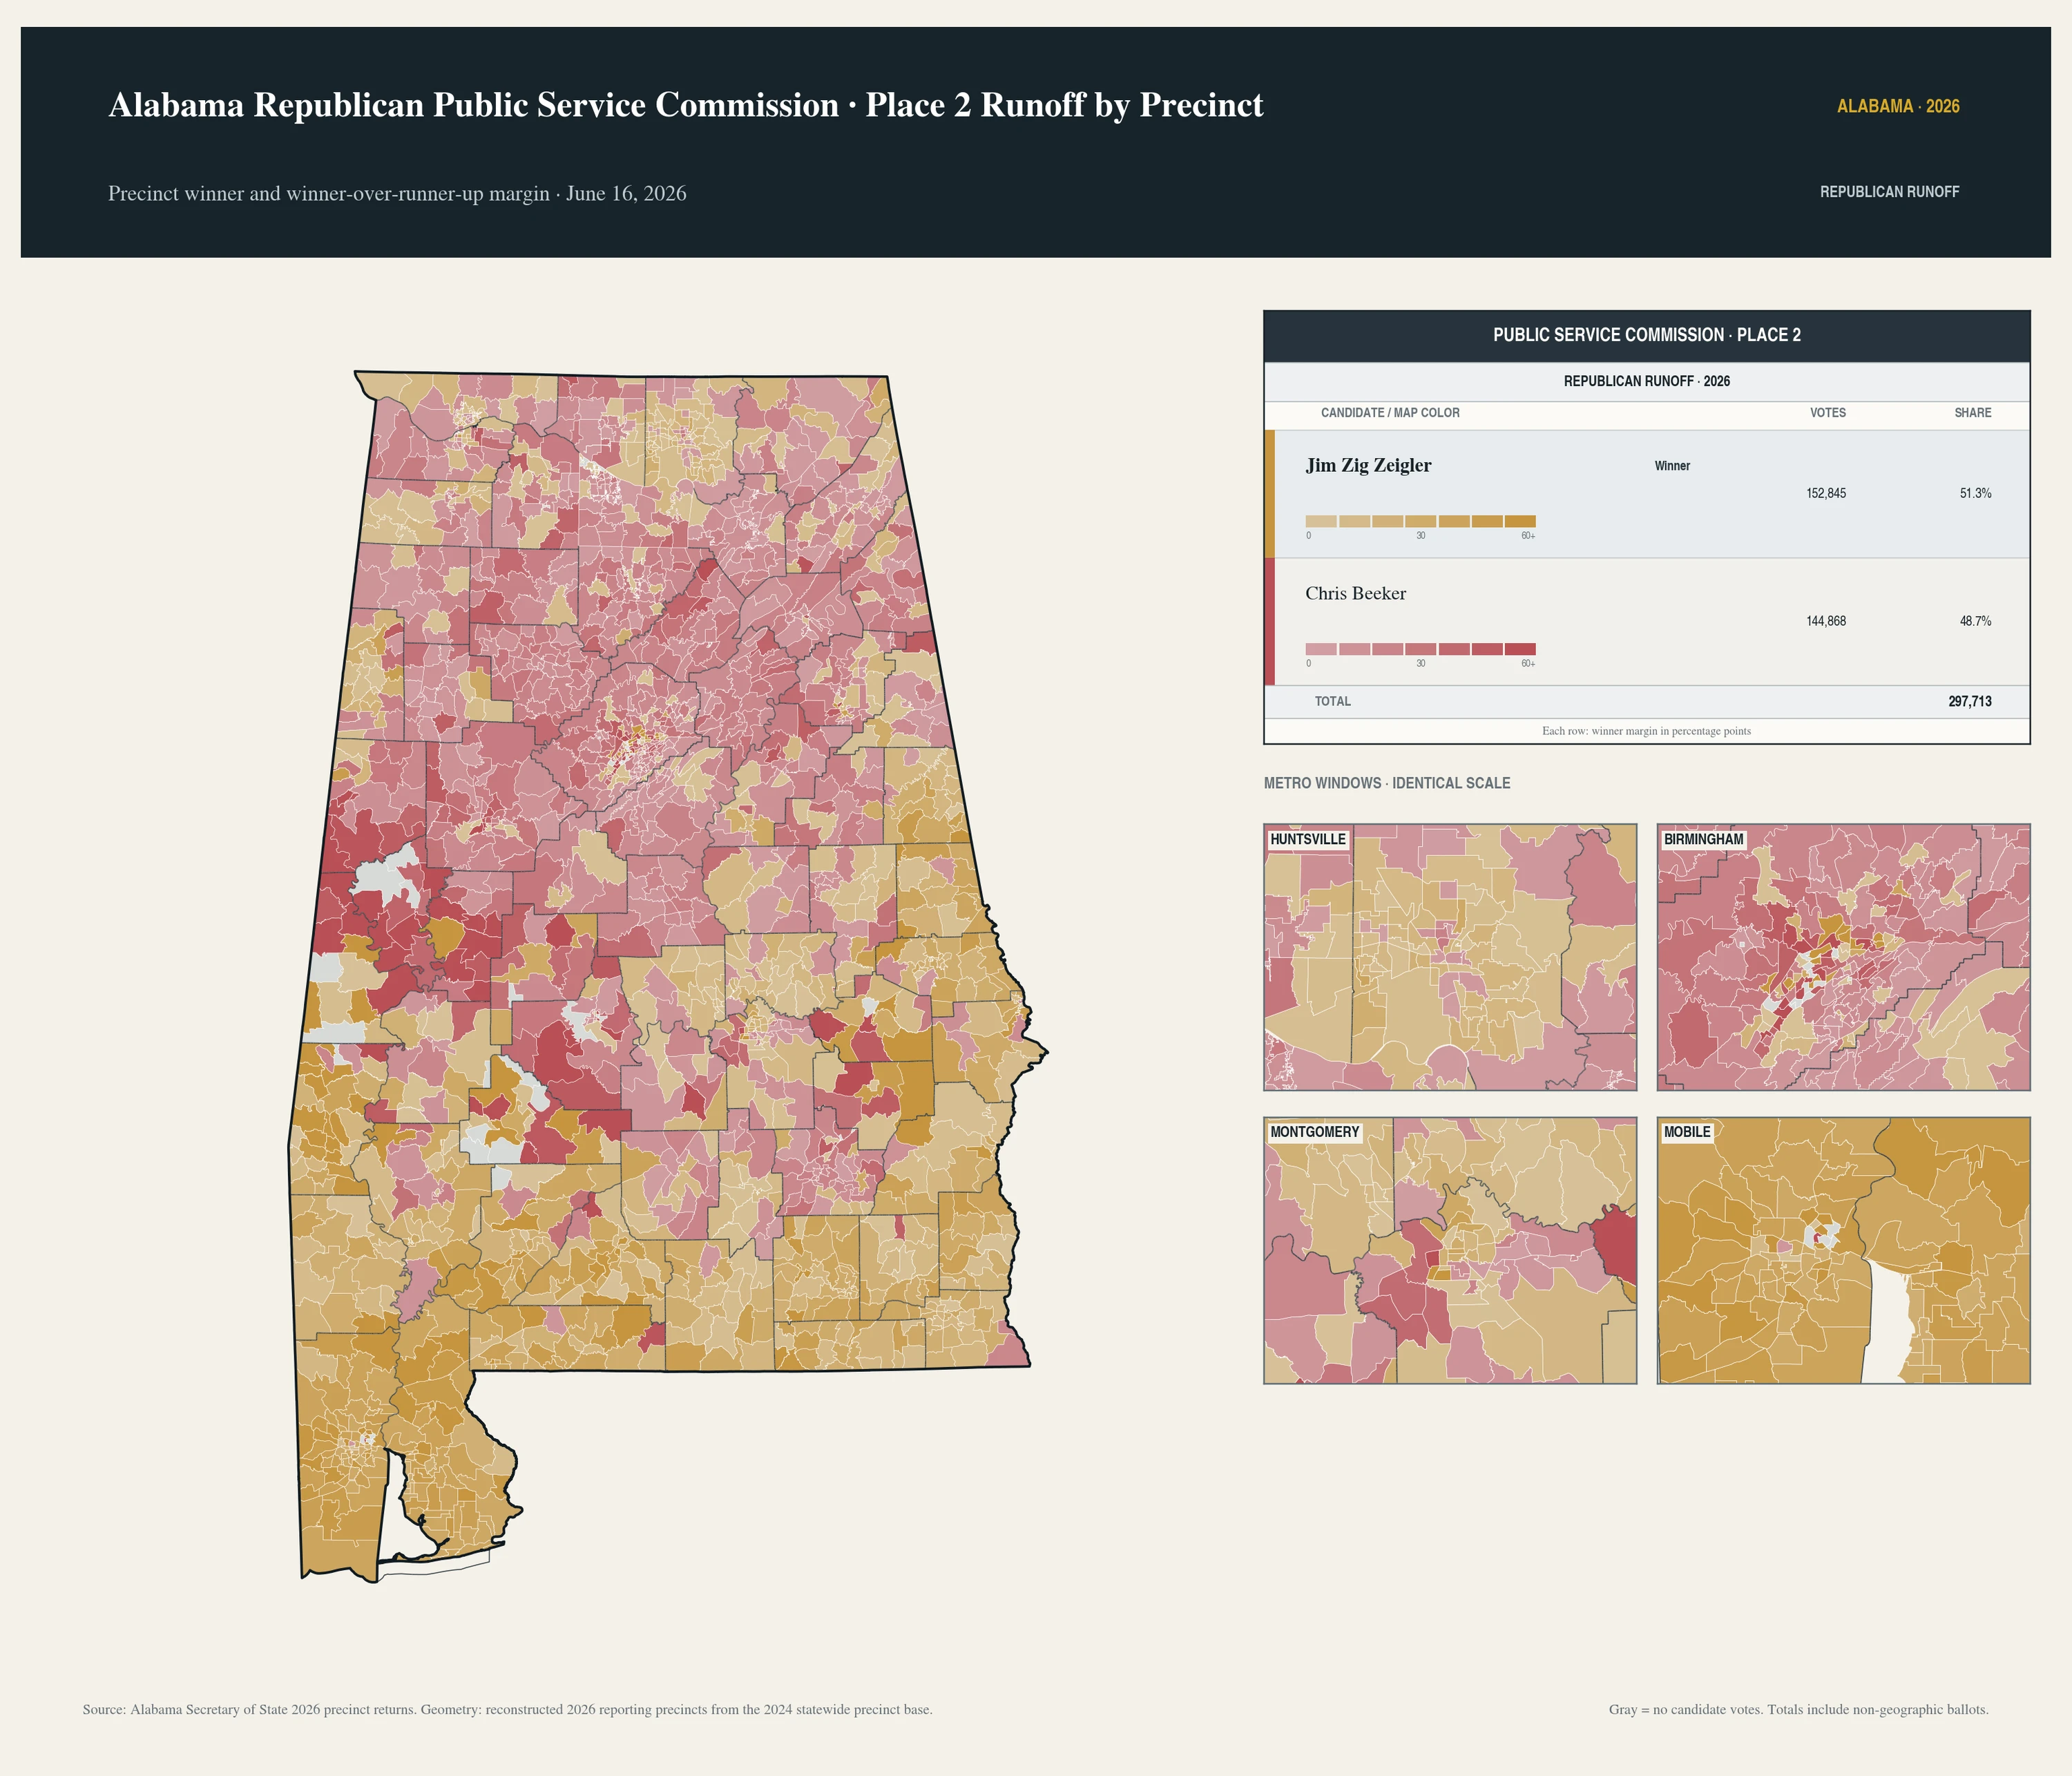 Alabama Republican Public Service Commission · Place 2 Runoff by Precinct
ALABAMA · 2026
Precinct winner and winner-over-runner-up margin · June 16, 2026
REPUBLICAN RUNOFF
PUBLIC SERVICE COMMISSION · PLACE 2
REPUBLICAN RUNOFF · 2026
CANDIDATE / MAP COLOR VOTES SHARE
Jim Zig Zeigler Winner
152,845 51.3%
0 30 60+
Chris Beeker
144,868 48.7%
0 30 60+
TOTAL 297,713
Each row: winner margin in percentage points
METRO WINDOWS · IDENTICAL SCALE
HUNTSVILLE
BIRMINGHAM
MONTGOMERY
MOBILE
Source: Alabama Secretary of State 2026 precinct returns. Geometry: reconstructed 2026 reporting precincts from the 2024 statewide precinct base.
Gray = no candidate votes. Totals include non-geographic ballots.